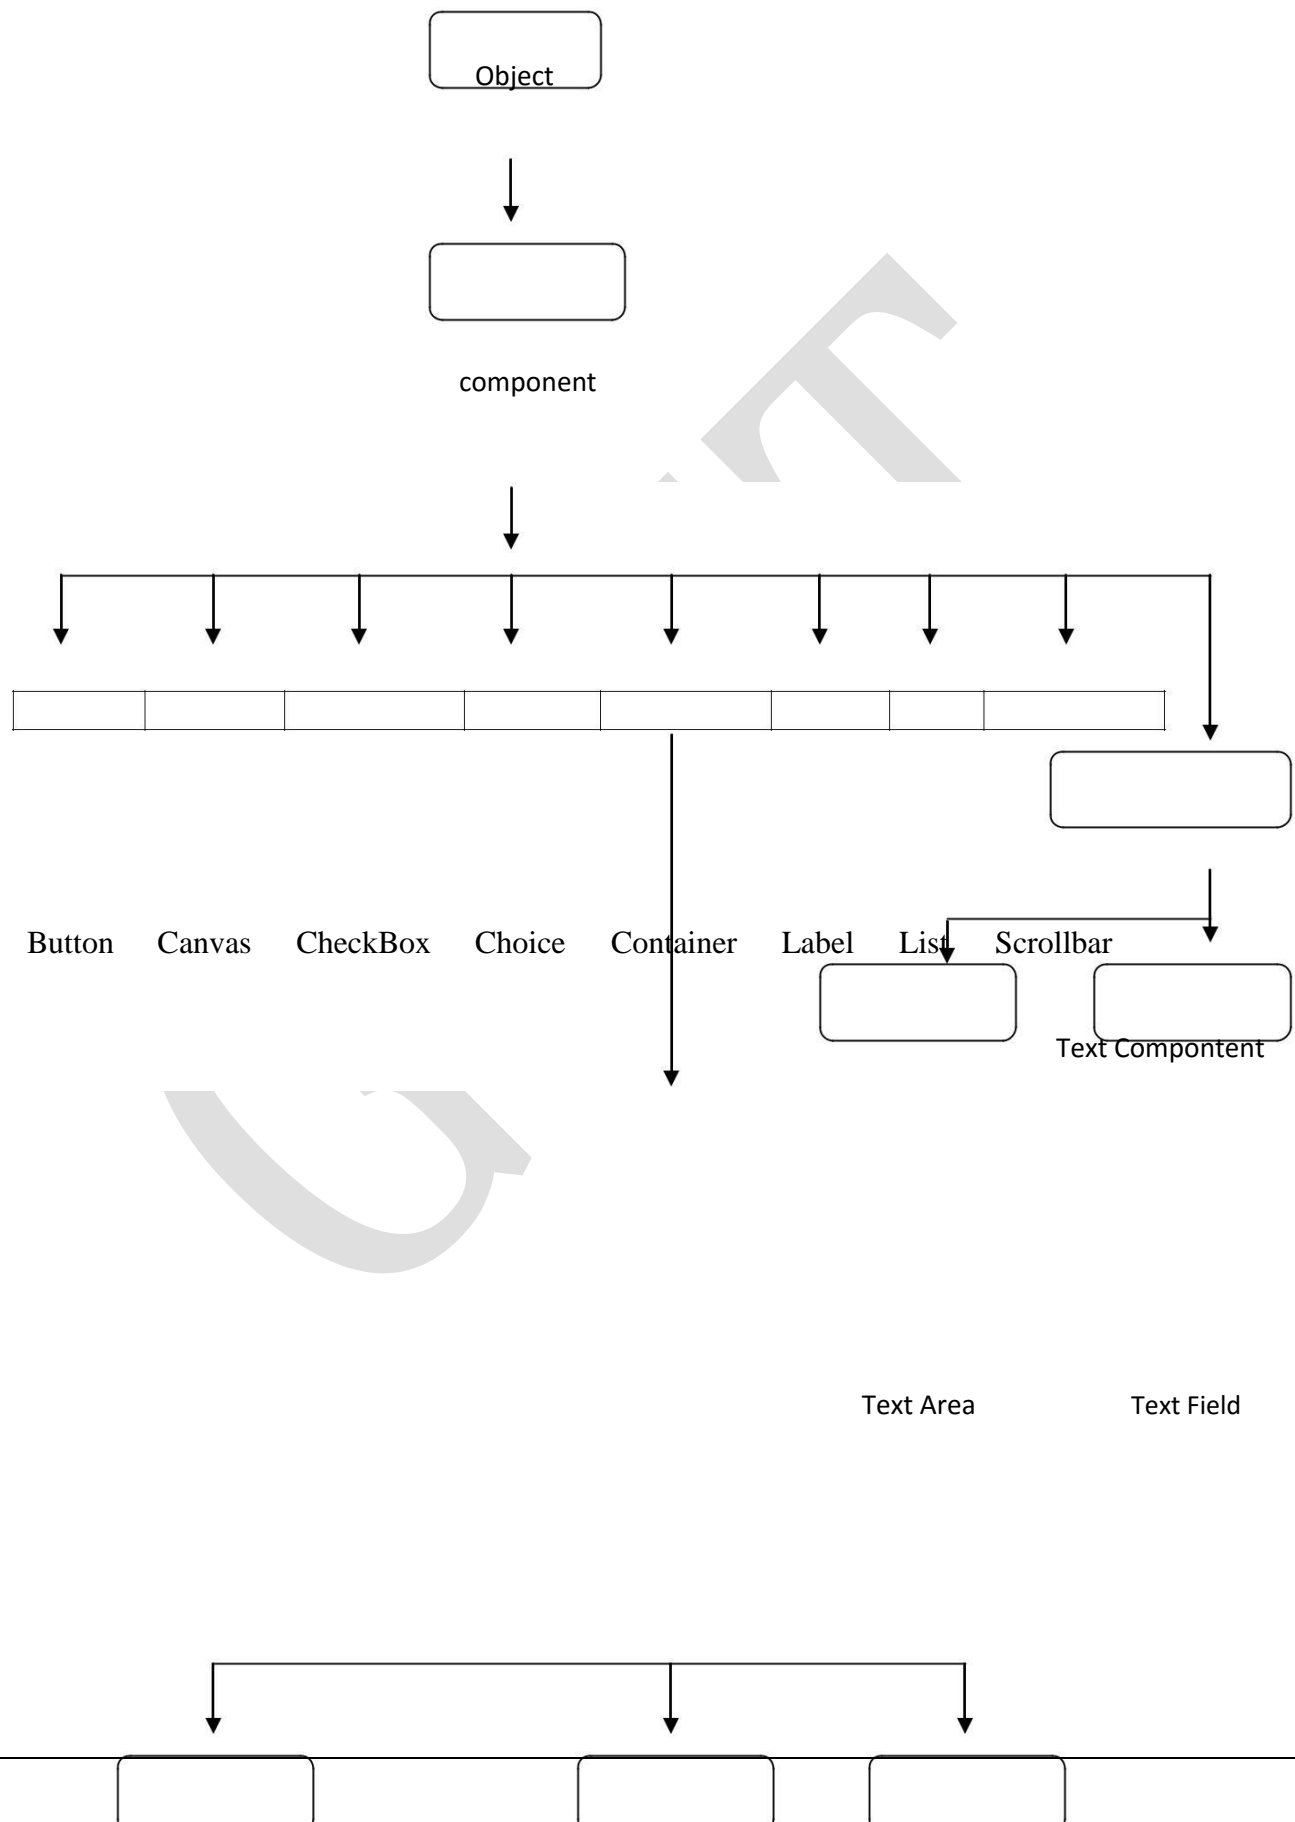 Object
component
Button Canvas CheckBox Choice Container Label List Scrollbar
Text Compontent
Text Area Text Field